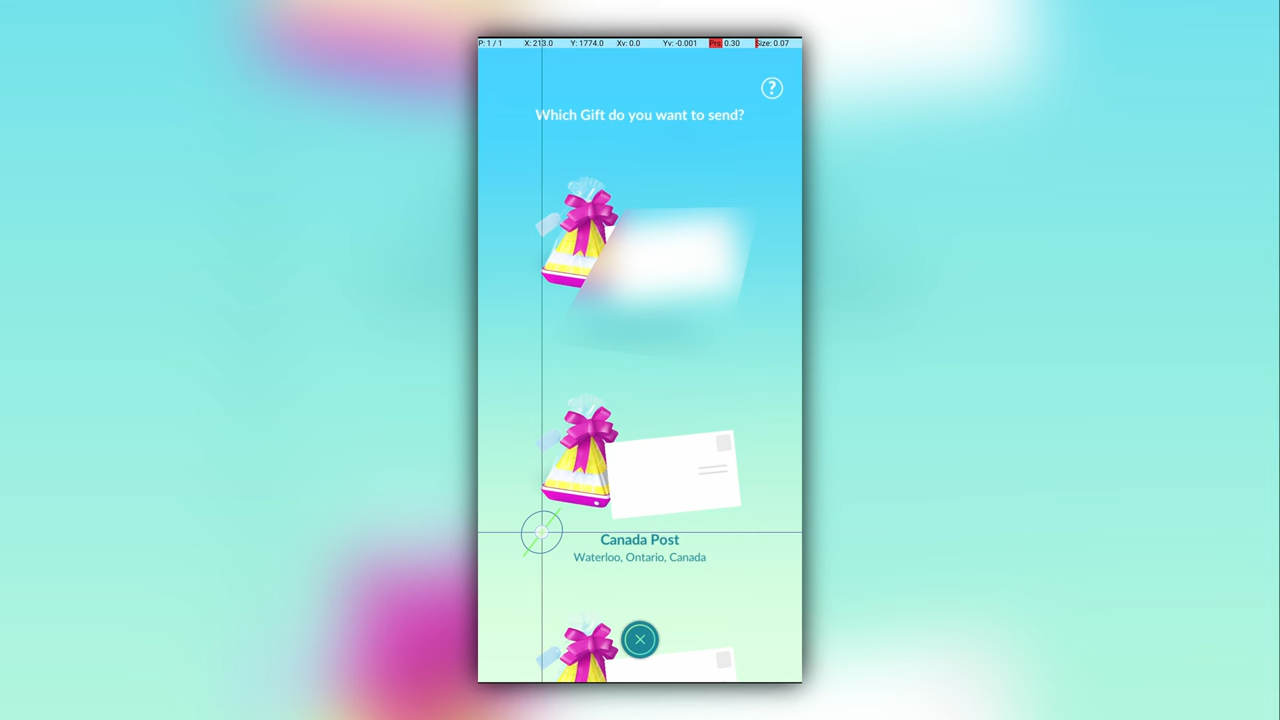 P: 1 / 1 X: 213.0 Y: 1774.0 Xv: 0.0 Yv: -0.001 Prs: 0.30 Size: 0.07
?
Which Gift do you want to send?
Canada Post
Waterloo, Ontario, Canada